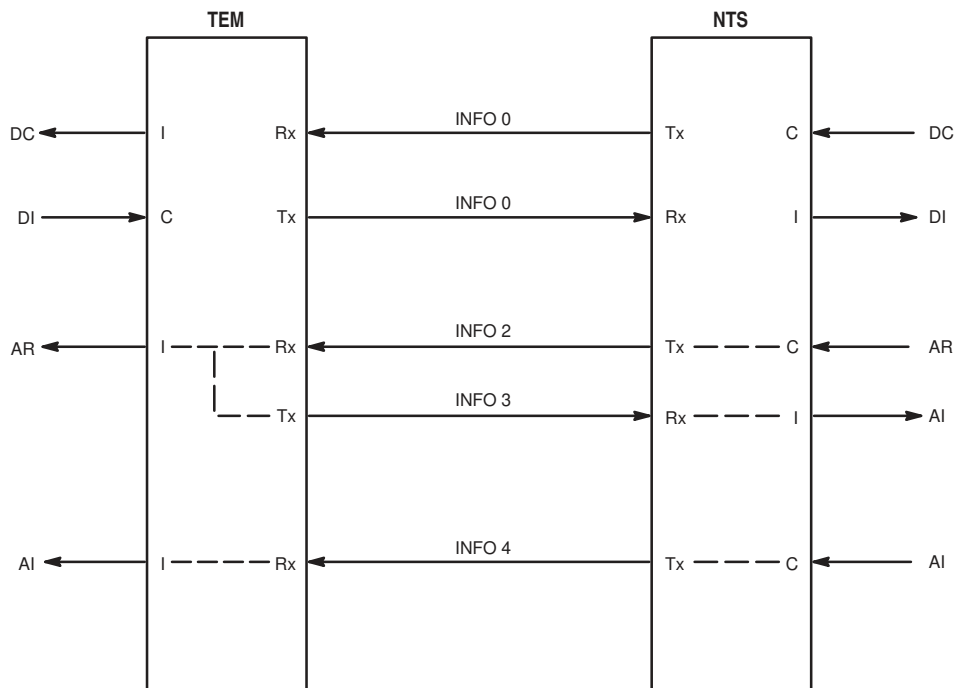 TEM NTS
INFO 0
DC I Rx Tx C DC
INFO 0
DI C Tx Rx I DI
INFO 2
AR I Rx Tx C AR
INFO 3
Tx Rx I AI
INFO 4
AI I Rx Tx C AI